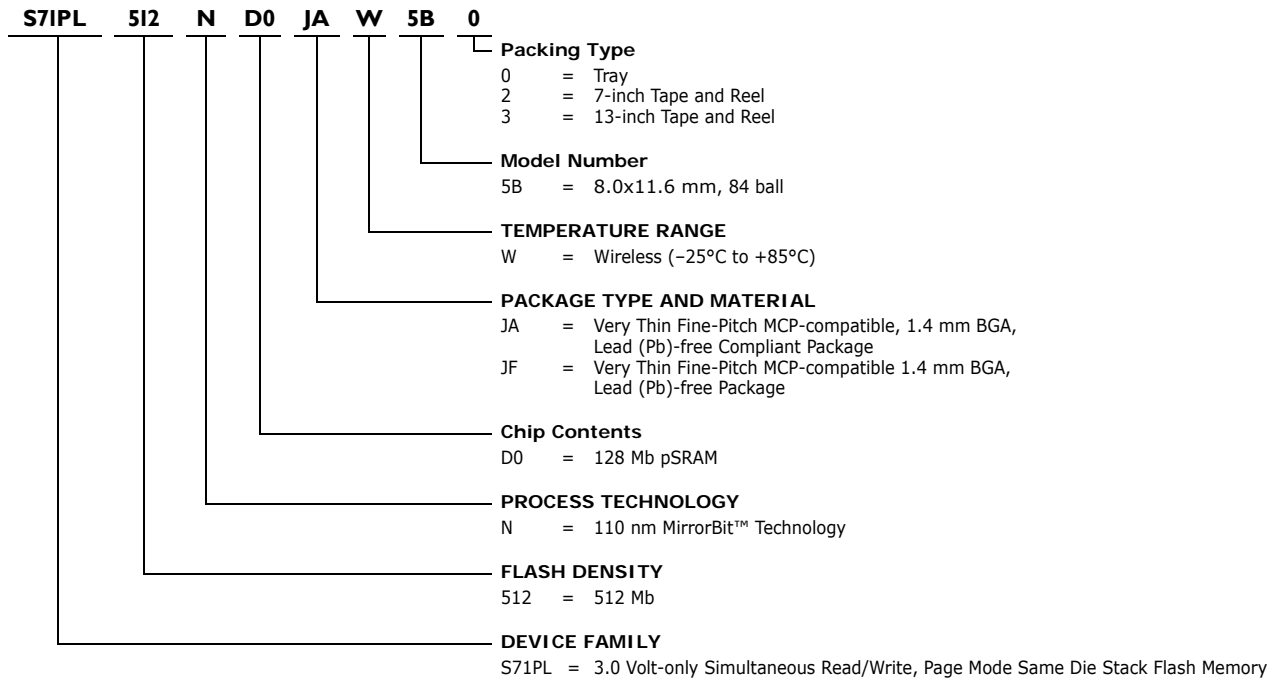 S71PL 512 N D0 JA W 5B 0
Packing Type
0 = Tray
2 = 7-inch Tape and Reel
3 = 13-inch Tape and Reel
Model Number
5B = 8.0x11.6 mm, 84 ball
TEMPERATURE RANGE
W = Wireless (–25°C to +85°C)
PACKAGE TYPE AND MATERIAL
JA = Very Thin Fine-Pitch MCP-compatible, 1.4 mm BGA,
Lead (Pb)-free Compliant Package
JF = Very Thin Fine-Pitch MCP-compatible 1.4 mm BGA,
Lead (Pb)-free Package
Chip Contents
D0 = 128 Mb pSRAM
PROCESS TECHNOLOGY
N = 110 nm MirrorBit™ Technology
FLASH DENSITY
512 = 512 Mb
DEVICE FAMILY
S71PL = 3.0 Volt-only Simultaneous Read/Write, Page Mode Same Die Stack Flash Memory